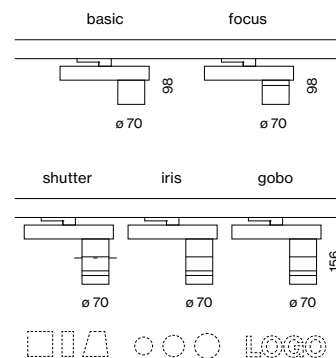 basic focus
98 98
ø 70 ø 70
shutter iris gobo
156
ø 70 ø 70 ø 70
LOGO